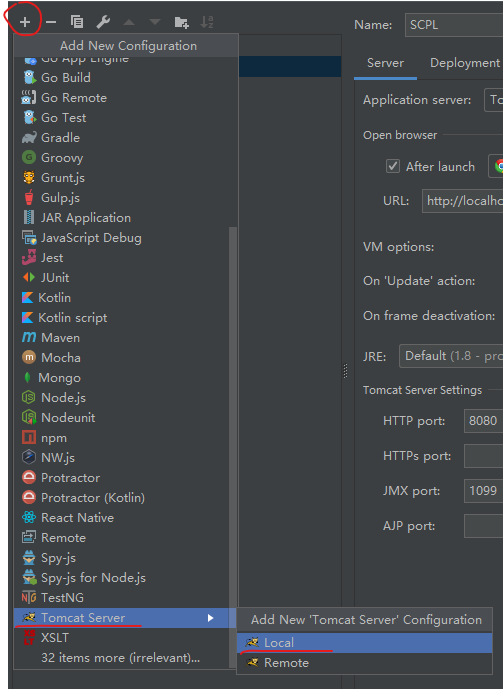 Name: SCPL
Add New Configuration
Go App Engine
Go Build
Go Remote
Go Test
Gradle
Groovy
Grunt.js
Gulp.js
JAR Application
JavaScript Debug
Jest
JUnit
Kotlin
Kotlin script
Maven
Mocha
Mongo
Node.js
Nodeunit
npm
NW.js
Protractor
Protractor (Kotlin)
React Native
Remote
Spy-js
Spy-js for Node.js
TestNG
Tomcat Server
XSLT
32 items more (irrelevant)...
Add New 'Tomcat Server' Configuration
Local
Remote
Server Deployment
Application server:
Open browser
After launch
URL: http://localho
VM options:
On 'Update' action:
On frame deactivation:
JRE: Default (1.8 - pro
Tomcat Server Settings
HTTP port: 8080
HTTPs port:
JMX port: 1099
AJP port: